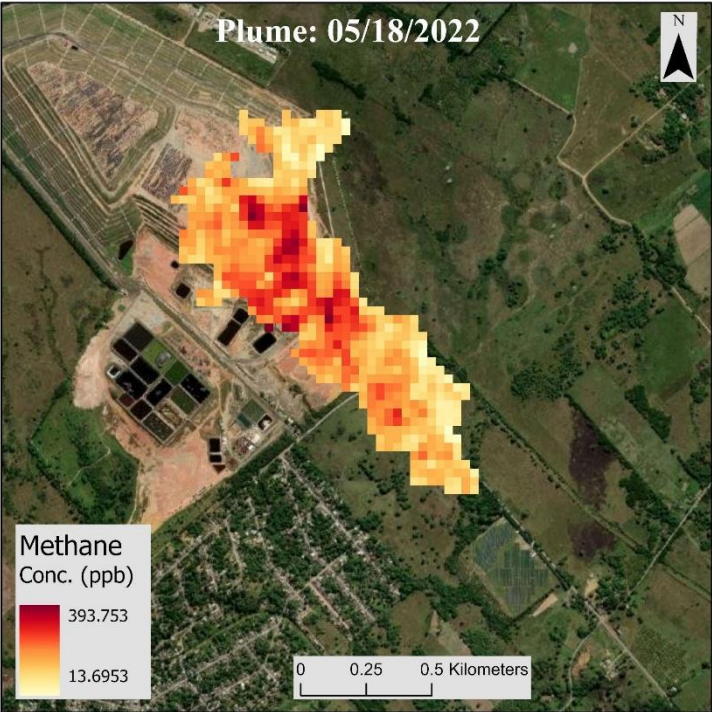 Plume: 05/18/2022
N
Methane
Conc. (ppb)
393.753
13.6953
0 0.25 0.5 Kilometers